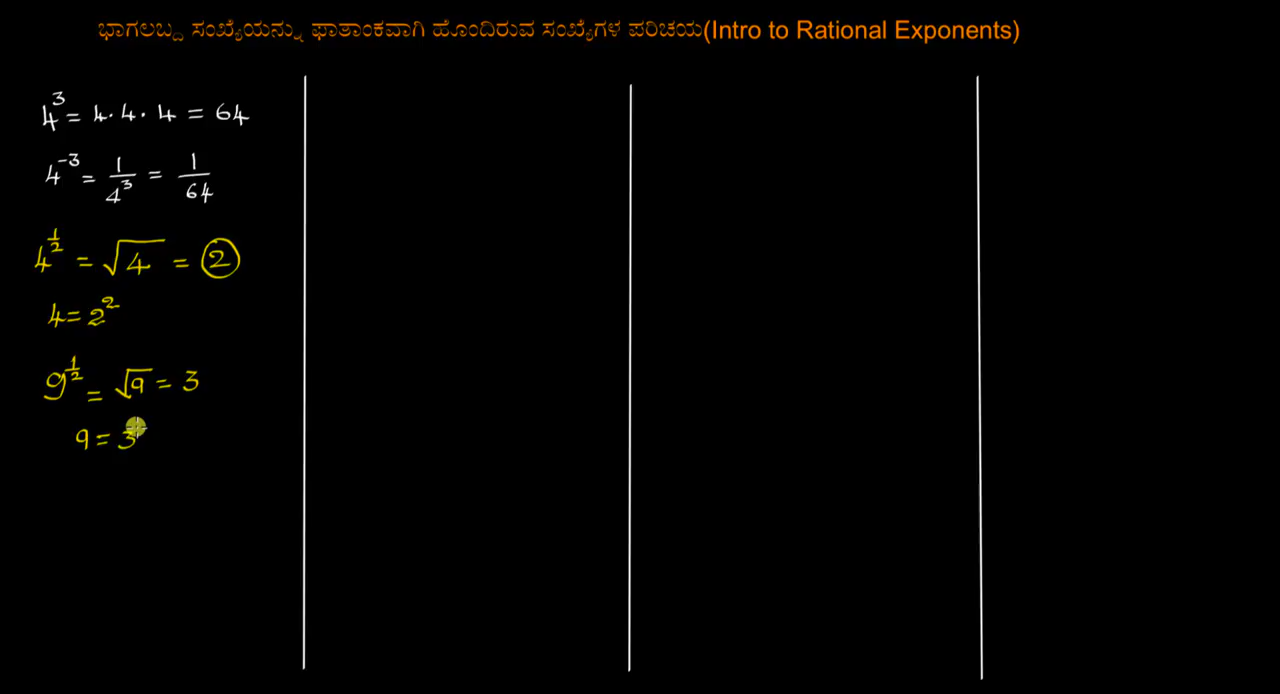 ಭಾಗಲಬ್ದ ಸಂಖ್ಯೆಯನ್ನು ಘಾತಾಂಕವಾಗಿ ಹೊಂದಿರುವ ಸಂಖ್ಯೆಗಳ ಪರಿಚಯ(Intro to Rational Exponents)
4³ = 4·4·4 = 64
4⁻³ = 1/4³ = 1/64
4^½ = √4 = 2
4 = 2²
9^½ = √9 = 3
9 = 3